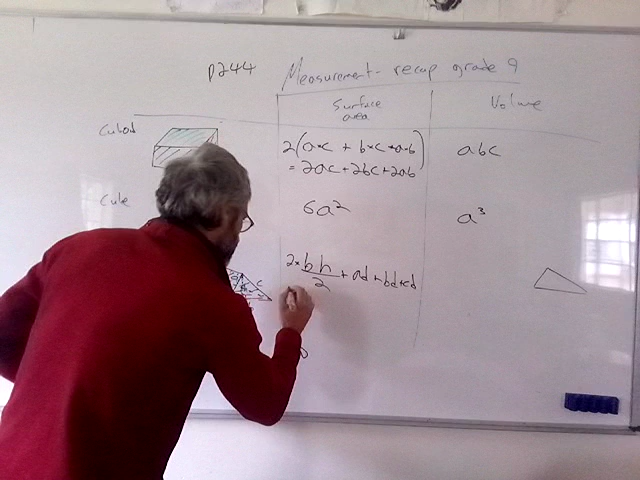 p244 Measurement - recap grade 9
Surface area
Volume
Cuboid
2(a×c + b×c + a×b)
= 2ac + 2bc + 2ab
abc
Cube
6a²
a³
2× bh/2 + ad + bd + cd